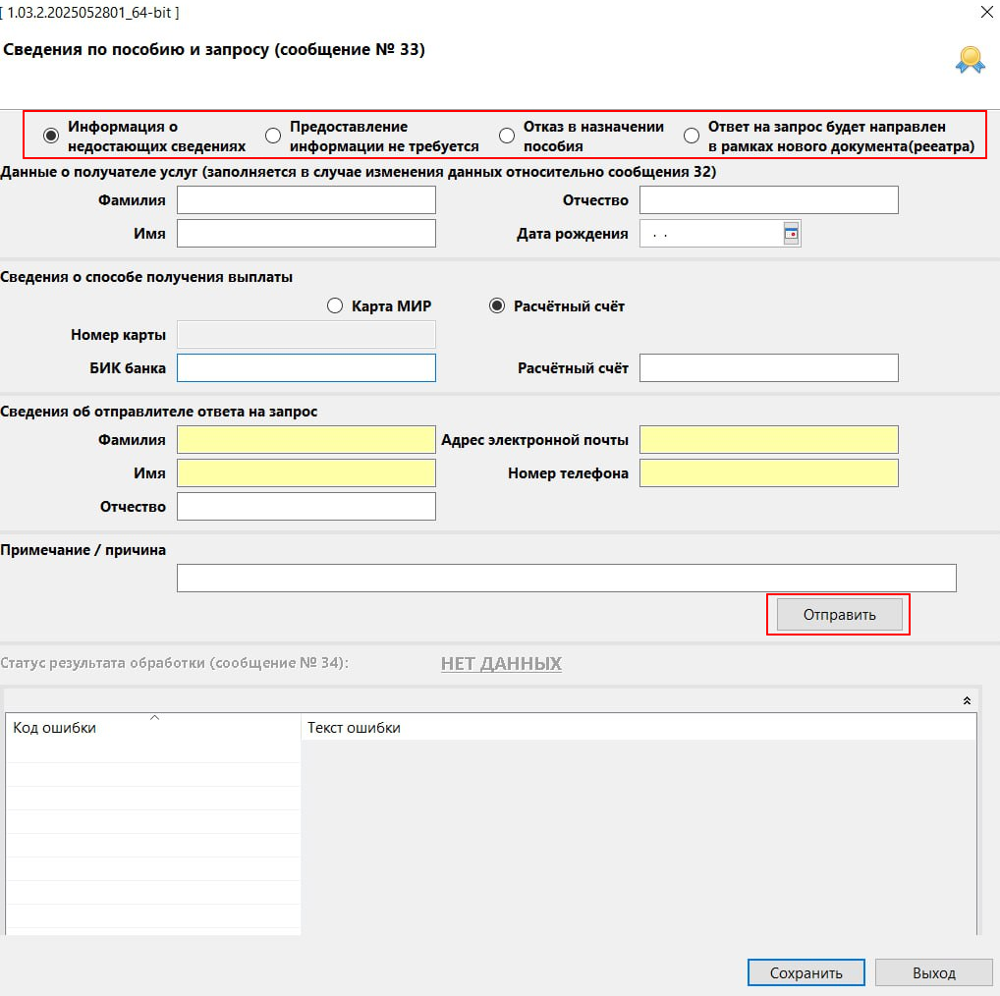 [ 1.03.2.2025052801_64-bit ]
Сведения по пособию и запросу (сообщение № 33)
Информация о
недостающих сведениях
Предоставление
информации не требуется
Отказ в назначении
пособия
Ответ на запрос будет направлен
в рамках нового документа(рееатра)
Данные о получателе услуг (заполняется в случае изменения данных относительно сообщения 32)
Фамилия
Отчество
Имя
Дата рождения
. .
Сведения о способе получения выплаты
Карта МИР
Расчётный счёт
Номер карты
БИК банка
Расчётный счёт
Сведения об отправлителе ответа на запрос
Фамилия
Адрес электронной почты
Имя
Номер телефона
Отчество
Примечание / причина
Отправить
Статус результата обработки (сообщение № 34):
НЕТ ДАННЫХ
Код ошибки
Текст ошибки
Сохранить
Выход